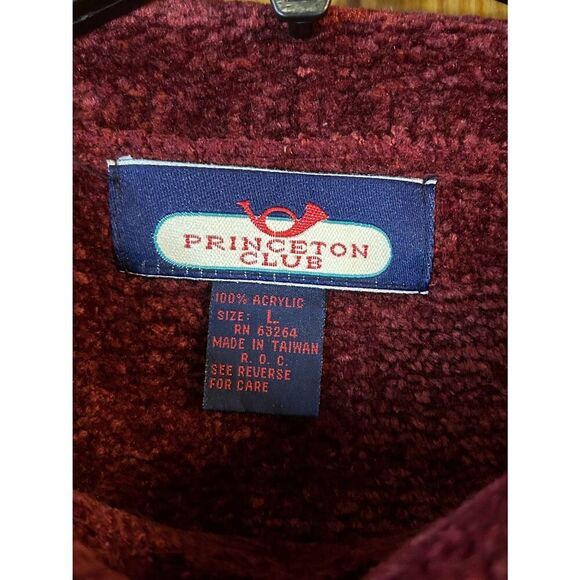 PRINCETON
CLUB
100% ACRYLIC
SIZE: L
RN 63264
MADE IN TAIWAN
R. O. C.
SEE REVERSE
FOR CARE